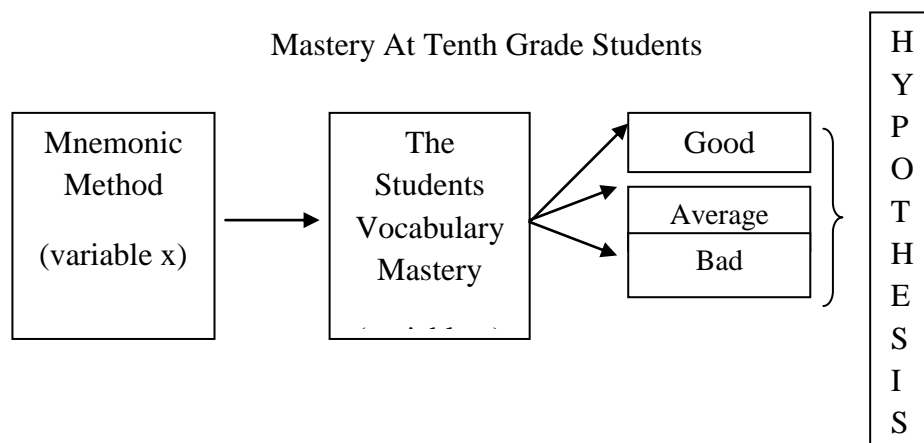 Mastery At Tenth Grade Students
Mnemonic
Method
(variable x)
The
Students
Vocabulary
Mastery
Good
Average
Bad
H
Y
P
O
T
H
E
S
I
S